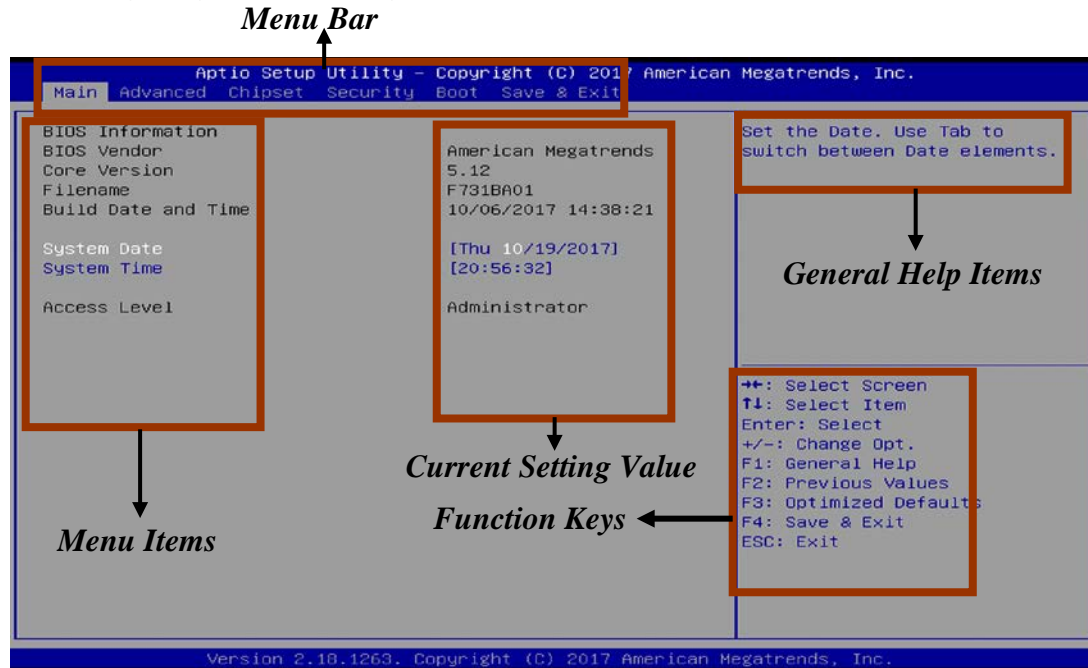 Menu Bar
Aptio Setup Utility – Copyright (C) 2017 American Megatrends, Inc.
Main Advanced Chipset Security Boot Save & Exit
BIOS Information
BIOS Vendor American Megatrends
Core Version 5.12
Filename F731BA01
Build Date and Time 10/06/2017 14:38:21
System Date [Thu 10/19/2017]
System Time [20:56:32]
Access Level Administrator
Set the Date. Use Tab to
switch between Date elements.
General Help Items
→←: Select Screen
↑↓: Select Item
Enter: Select
+/-: Change Opt.
F1: General Help
F2: Previous Values
F3: Optimized Defaults
F4: Save & Exit
ESC: Exit
Current Setting Value
Function Keys
Menu Items
Version 2.18.1263. Copyright (C) 2017 American Megatrends, Inc.